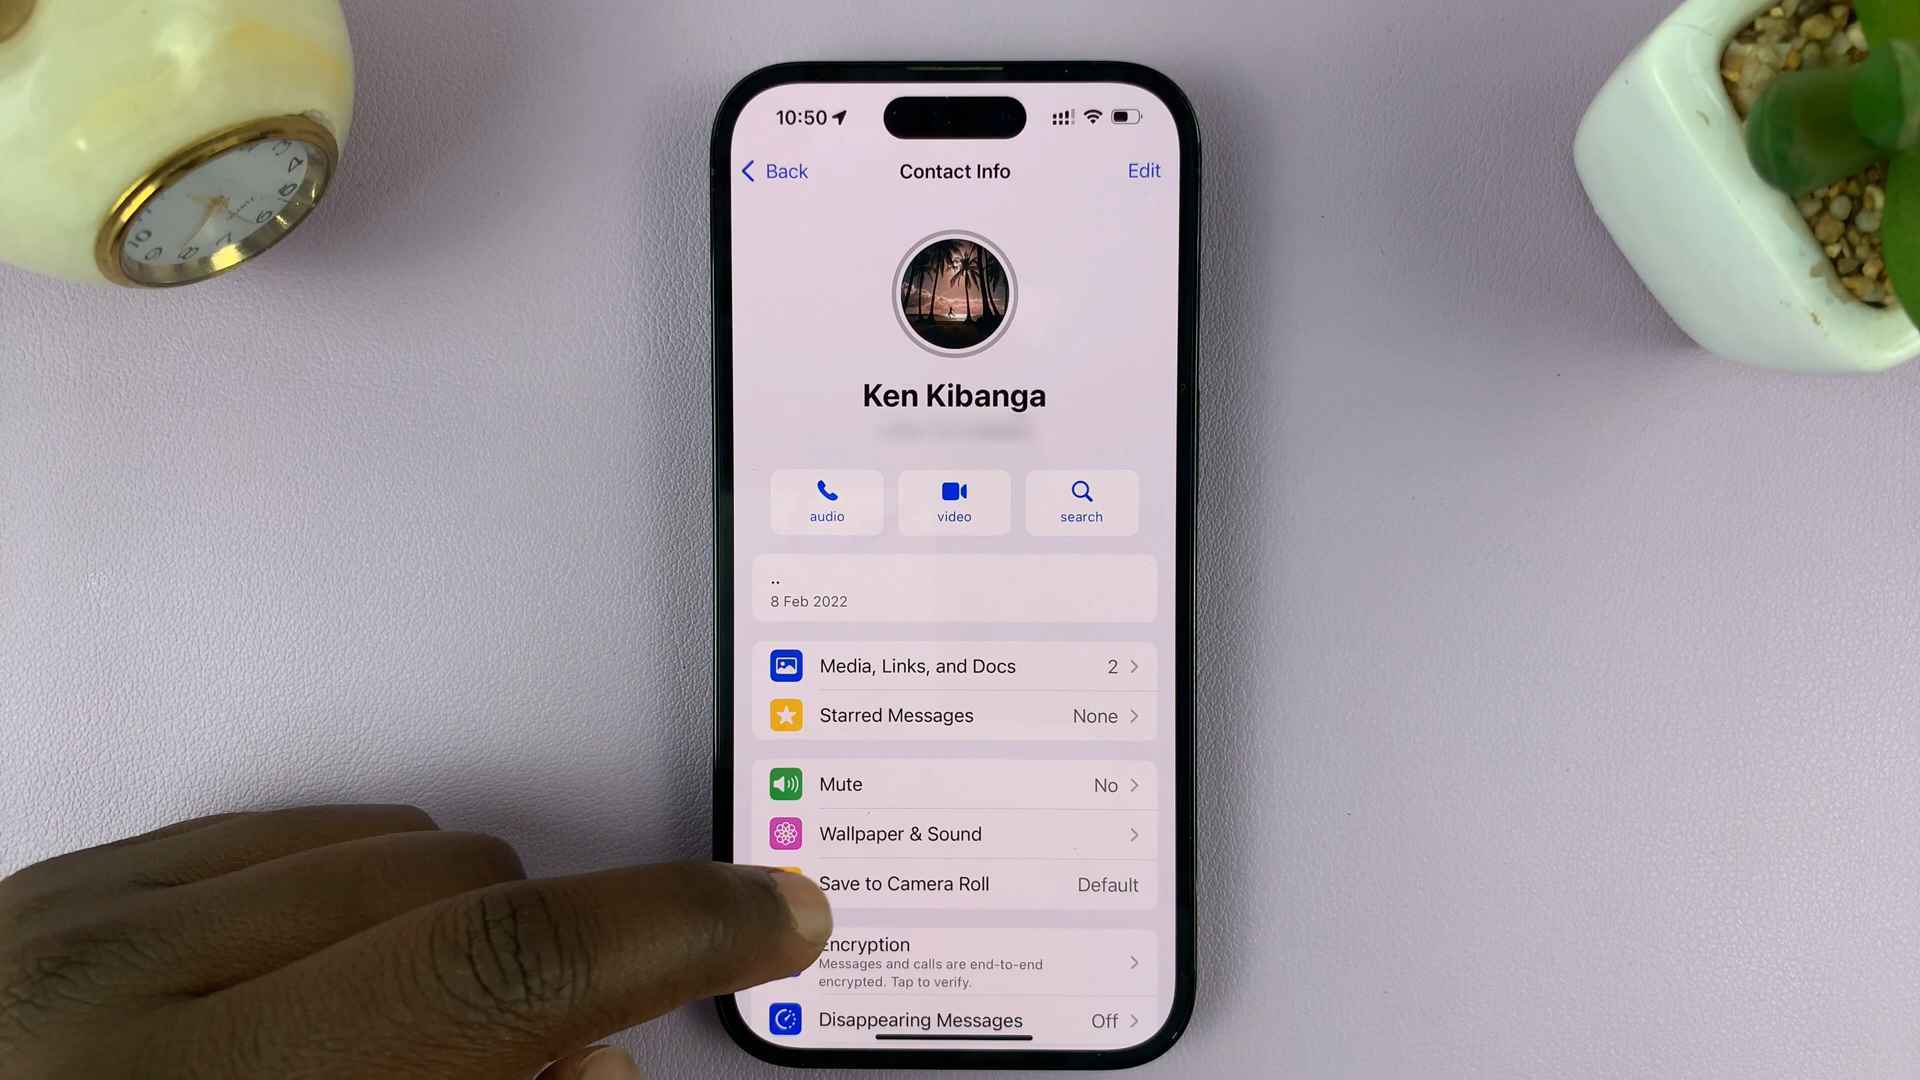 10:50
Back
Contact Info
Edit
Ken Kibanga
audio
video
search
..
8 Feb 2022
Media, Links, and Docs 2
Starred Messages None
Mute No
Wallpaper & Sound
Save to Camera Roll Default
Encryption
Messages and calls are end-to-end
encrypted. Tap to verify.
Disappearing Messages Off